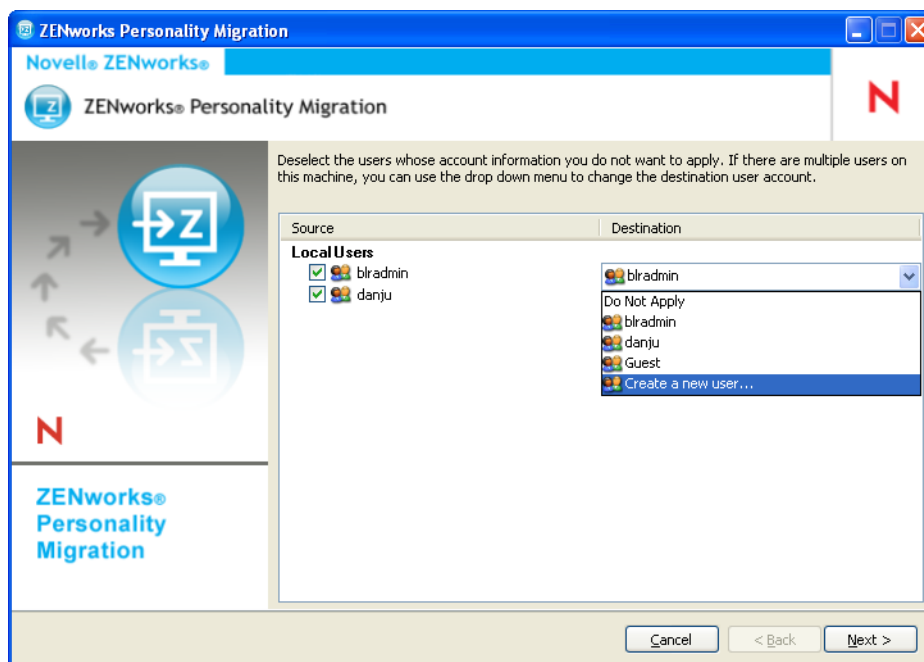 ZENworks Personality Migration
Novell® ZENworks®
ZENworks® Personality Migration
N
Deselect the users whose account information you do not want to apply. If there are multiple users on
this machine, you can use the drop down menu to change the destination user account.
Source Destination
Local Users
blradmin blradmin
danju
Do Not Apply
blradmin
danju
Guest
Create a new user...
Z
N
ZENworks®
Personality
Migration
Cancel < Back Next >